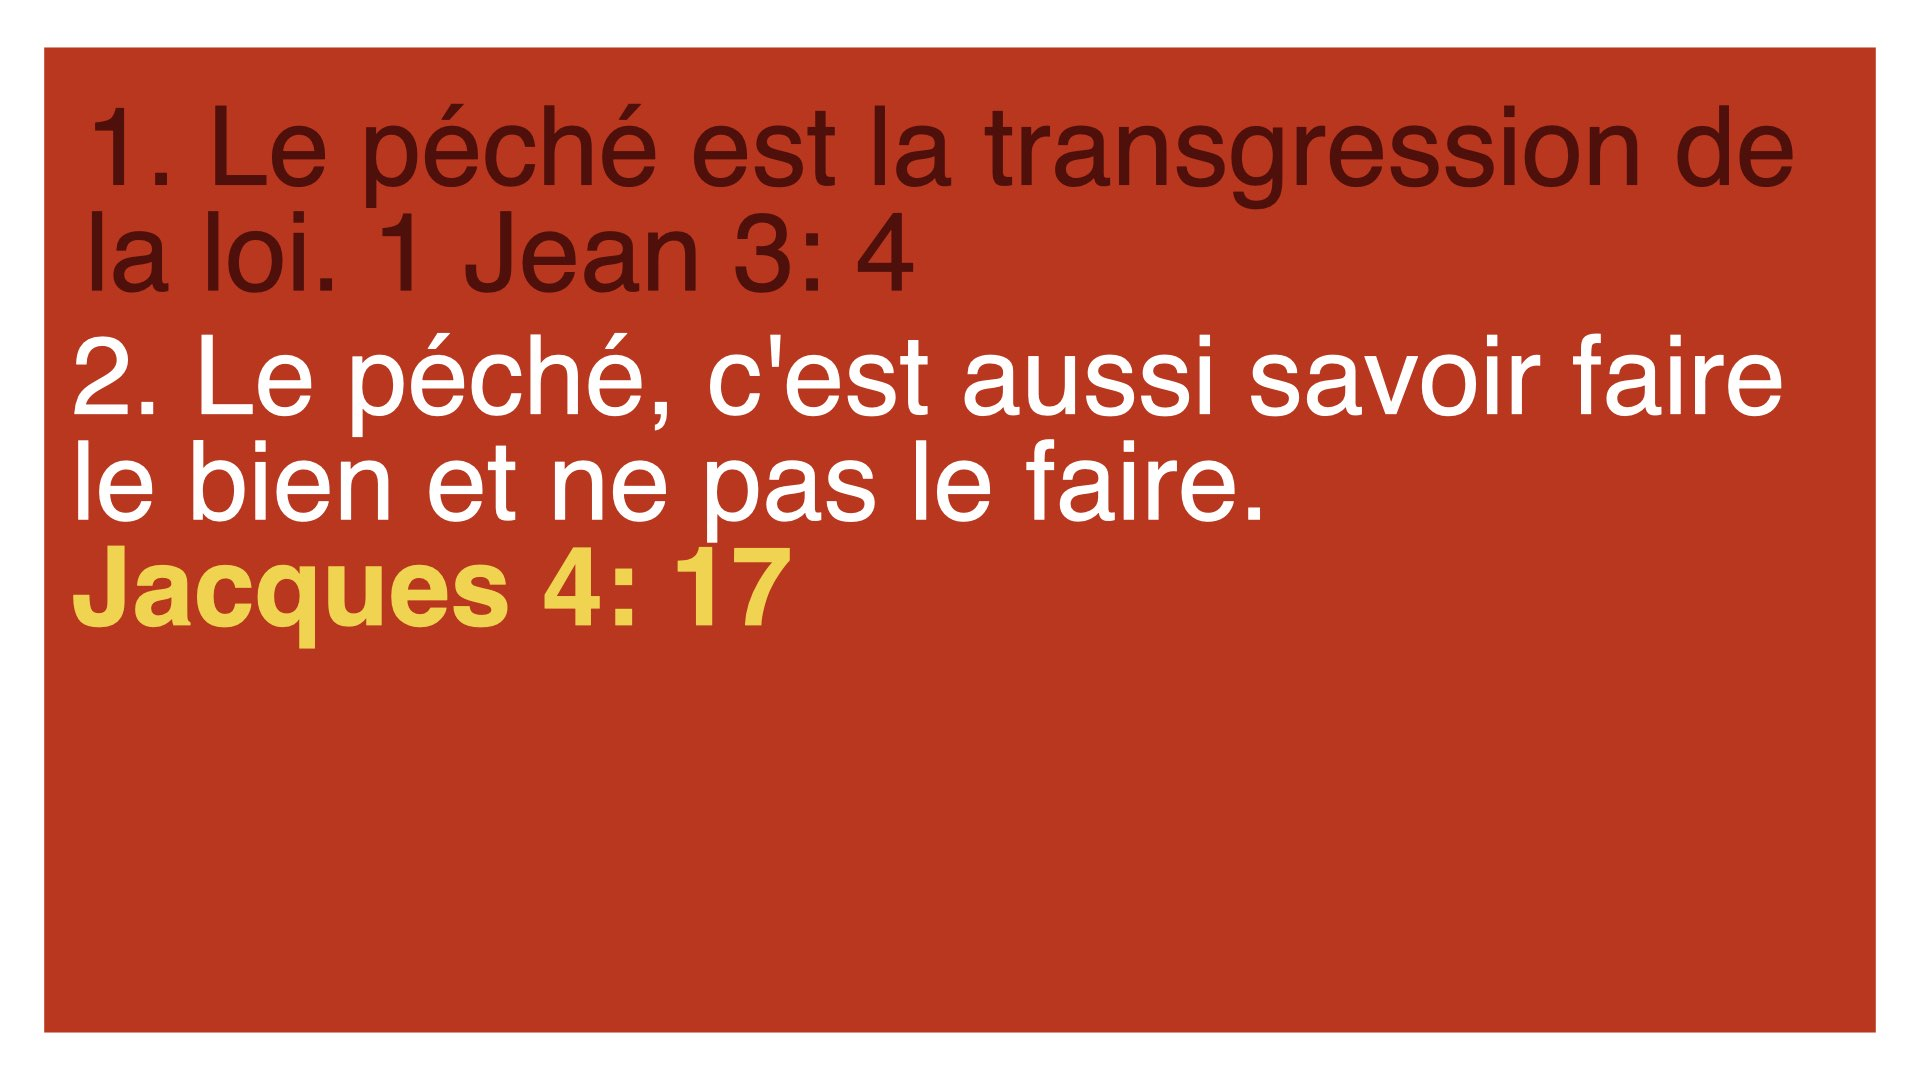 1. Le péché est la transgression de
la loi. 1 Jean 3: 4
2. Le péché, c'est aussi savoir faire
le bien et ne pas le faire.
Jacques 4: 17